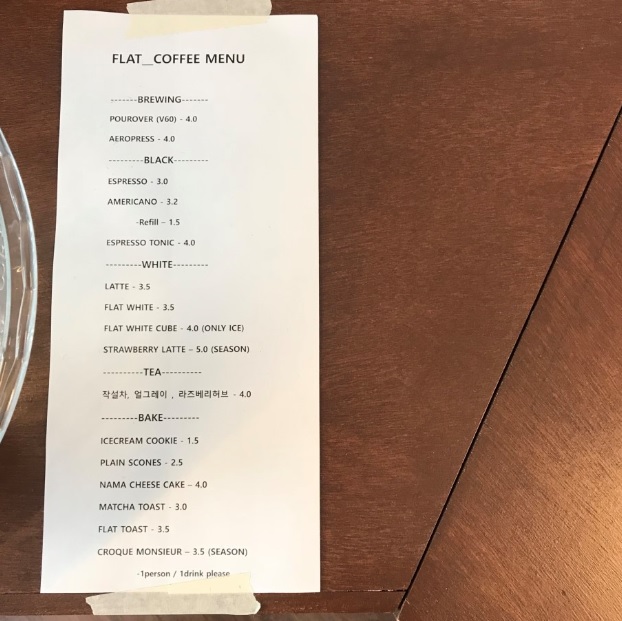 FLAT__COFFEE MENU
-------BREWING-------
POUROVER (V60) - 4.0
AEROPRESS - 4.0
---------BLACK---------
ESPRESSO - 3.0
AMERICANO - 3.2
-Refill – 1.5
ESPRESSO TONIC - 4.0
---------WHITE---------
LATTE - 3.5
FLAT WHITE - 3.5
FLAT WHITE CUBE - 4.0 (ONLY ICE)
STRAWBERRY LATTE – 5.0 (SEASON)
----------TEA----------
작설차, 얼그레이 , 라즈베리허브 - 4.0
---------BAKE---------
ICECREAM COOKIE - 1.5
PLAIN SCONES - 2.5
NAMA CHEESE CAKE – 4.0
MATCHA TOAST - 3.0
FLAT TOAST - 3.5
CROQUE MONSIEUR – 3.5 (SEASON)
-1person / 1drink please